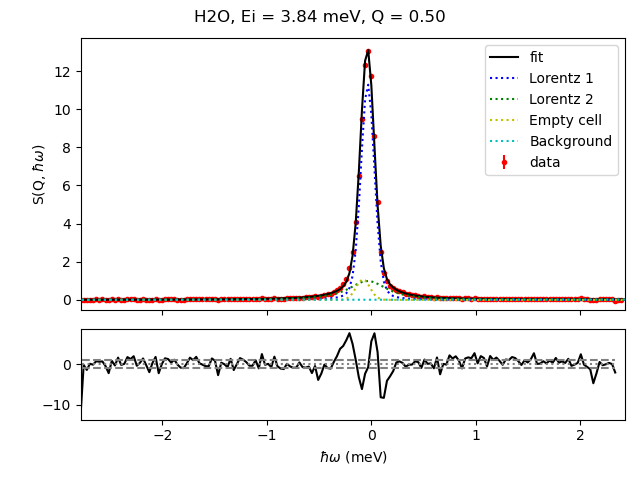 H2O, Ei = 3.84 meV, Q = 0.50
S(Q, ℏω)
12
10
8
6
4
2
0
fit
Lorentz 1
Lorentz 2
Empty cell
Background
data
0
−10
−2
−1
0
1
2
ℏω (meV)